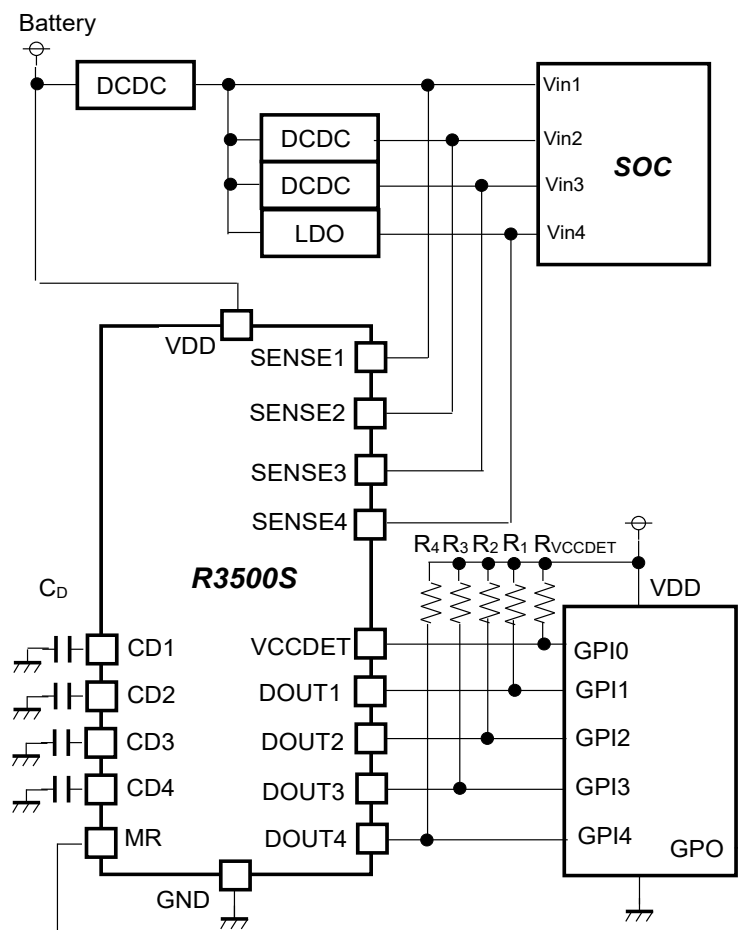 Battery
DCDC
Vin1
DCDC
Vin2
SOC
DCDC
Vin3
LDO
Vin4
VDD
SENSE1
SENSE2
SENSE3
SENSE4
R4 R3 R2 R1 RVCCDET
R3500S
CD
VDD
CD1
VCCDET
GPI0
CD2
DOUT1
GPI1
CD3
DOUT2
GPI2
CD4
DOUT3
GPI3
MR
DOUT4
GPI4
GPO
GND